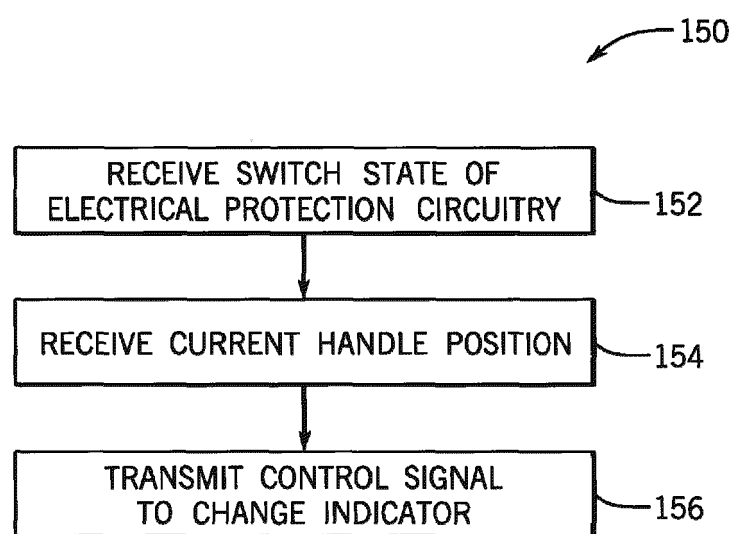 150
RECEIVE SWITCH STATE OF
ELECTRICAL PROTECTION CIRCUITRY
152
RECEIVE CURRENT HANDLE POSITION
154
TRANSMIT CONTROL SIGNAL
TO CHANGE INDICATOR
156